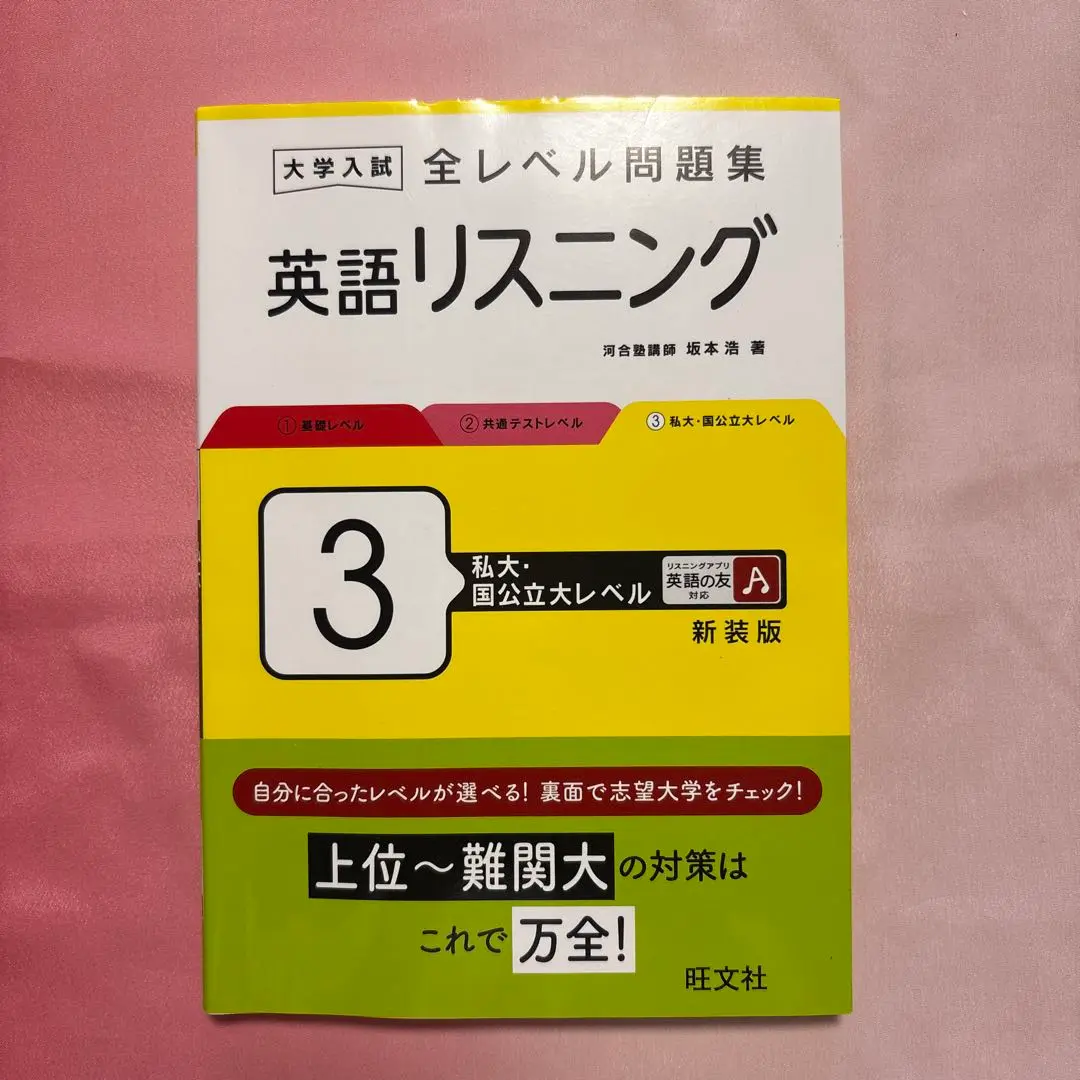 大学入試 全レベル問題集
英語リスニング
河合塾講師 坂本浩 著
① 基礎レベル ② 共通テストレベル ③ 私大・国公立大レベル
3
私大・
国公立大レベル
リスニングアプリ
英語の友
対応
A
新装版
自分に合ったレベルが選べる! 裏面で志望大学をチェック!
上位～難関大の対策は
これで万全!
旺文社